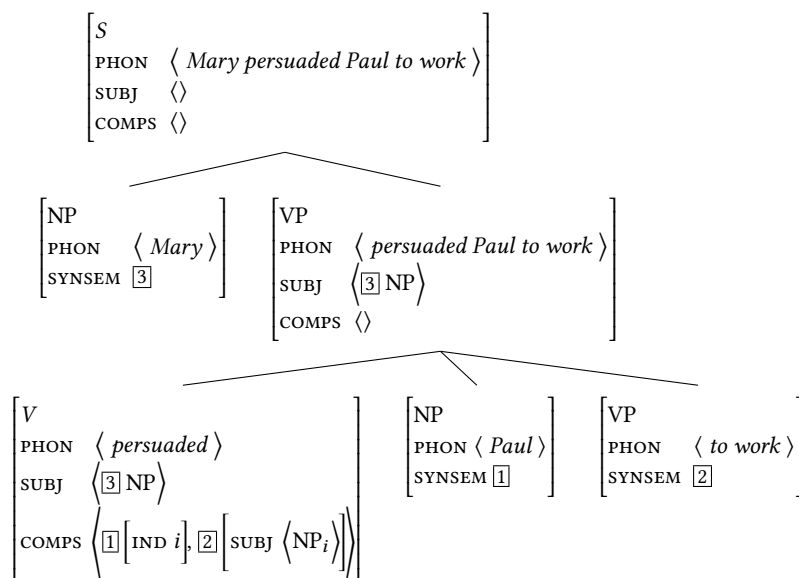 S
PHON ⟨ Mary persuaded Paul to work ⟩
SUBJ ⟨⟩
COMPS ⟨⟩
NP
PHON ⟨ Mary ⟩
SYNSEM 3
VP
PHON ⟨ persuaded Paul to work ⟩
SUBJ ⟨ 3 NP ⟩
COMPS ⟨⟩
V
PHON ⟨ persuaded ⟩
SUBJ ⟨ 3 NP ⟩
COMPS ⟨ 1 [IND i], 2 [SUBJ ⟨NPi⟩] ⟩
NP
PHON ⟨ Paul ⟩
SYNSEM 1
VP
PHON ⟨ to work ⟩
SYNSEM 2